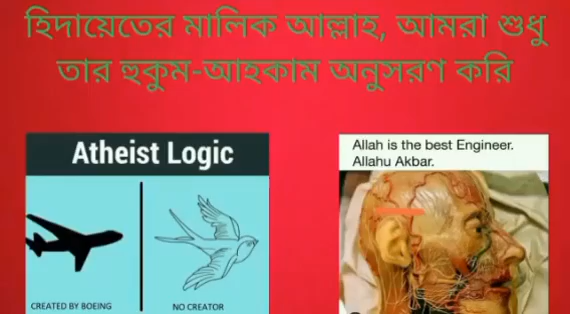 হিদায়েতের মালিক আল্লাহ, আমরা শুধু
তার হুকুম-আহকাম অনুসরণ করি
Atheist Logic
CREATED BY BOEING
NO CREATOR
Allah is the best Engineer.
Allahu Akbar.